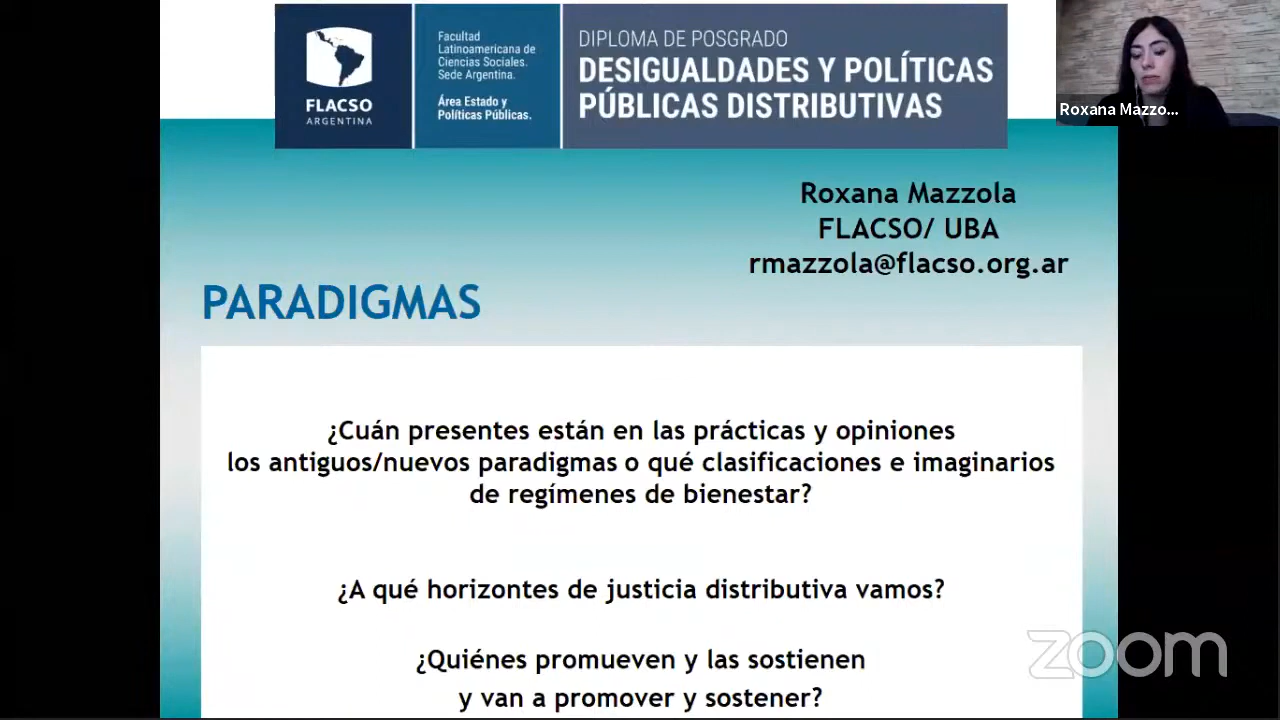 FLACSO
ARGENTINA
Facultad
Latinoamericana de
Ciencias Sociales.
Sede Argentina.
Área Estado y
Políticas Públicas.
DIPLOMA DE POSGRADO
DESIGUALDADES Y POLÍTICAS
PÚBLICAS DISTRIBUTIVAS
Roxana Mazzo...
Roxana Mazzola
FLACSO/ UBA
rmazzola@flacso.org.ar
PARADIGMAS
¿Cuán presentes están en las prácticas y opiniones
los antiguos/nuevos paradigmas o qué clasificaciones e imaginarios
de regímenes de bienestar?
¿A qué horizontes de justicia distributiva vamos?
¿Quiénes promueven y las sostienen
y van a promover y sostener?
zoom